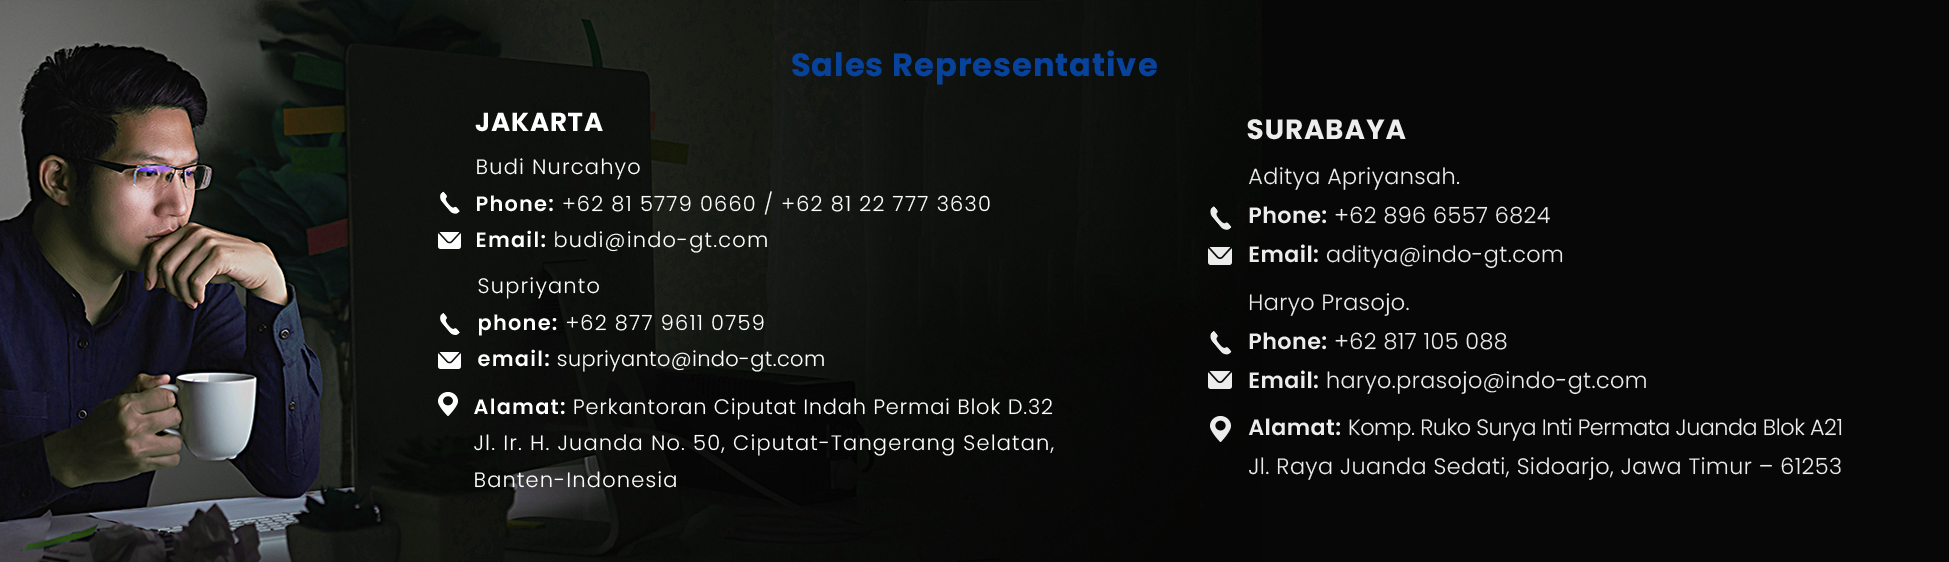 Sales Representative
JAKARTA
Budi Nurcahyo
Phone: +62 81 5779 0660 / +62 81 22 777 3630
Email: budi@indo-gt.com
Supriyanto
phone: +62 877 9611 0759
email: supriyanto@indo-gt.com
Alamat: Perkantoran Ciputat Indah Permai Blok D.32
Jl. Ir. H. Juanda No. 50, Ciputat-Tangerang Selatan,
Banten-Indonesia
SURABAYA
Aditya Apriyansah.
Phone: +62 896 6557 6824
Email: aditya@indo-gt.com
Haryo Prasojo.
Phone: +62 817 105 088
Email: haryo.prasojo@indo-gt.com
Alamat: Komp. Ruko Surya Inti Permata Juanda Blok A21
Jl. Raya Juanda Sedati, Sidoarjo, Jawa Timur – 61253